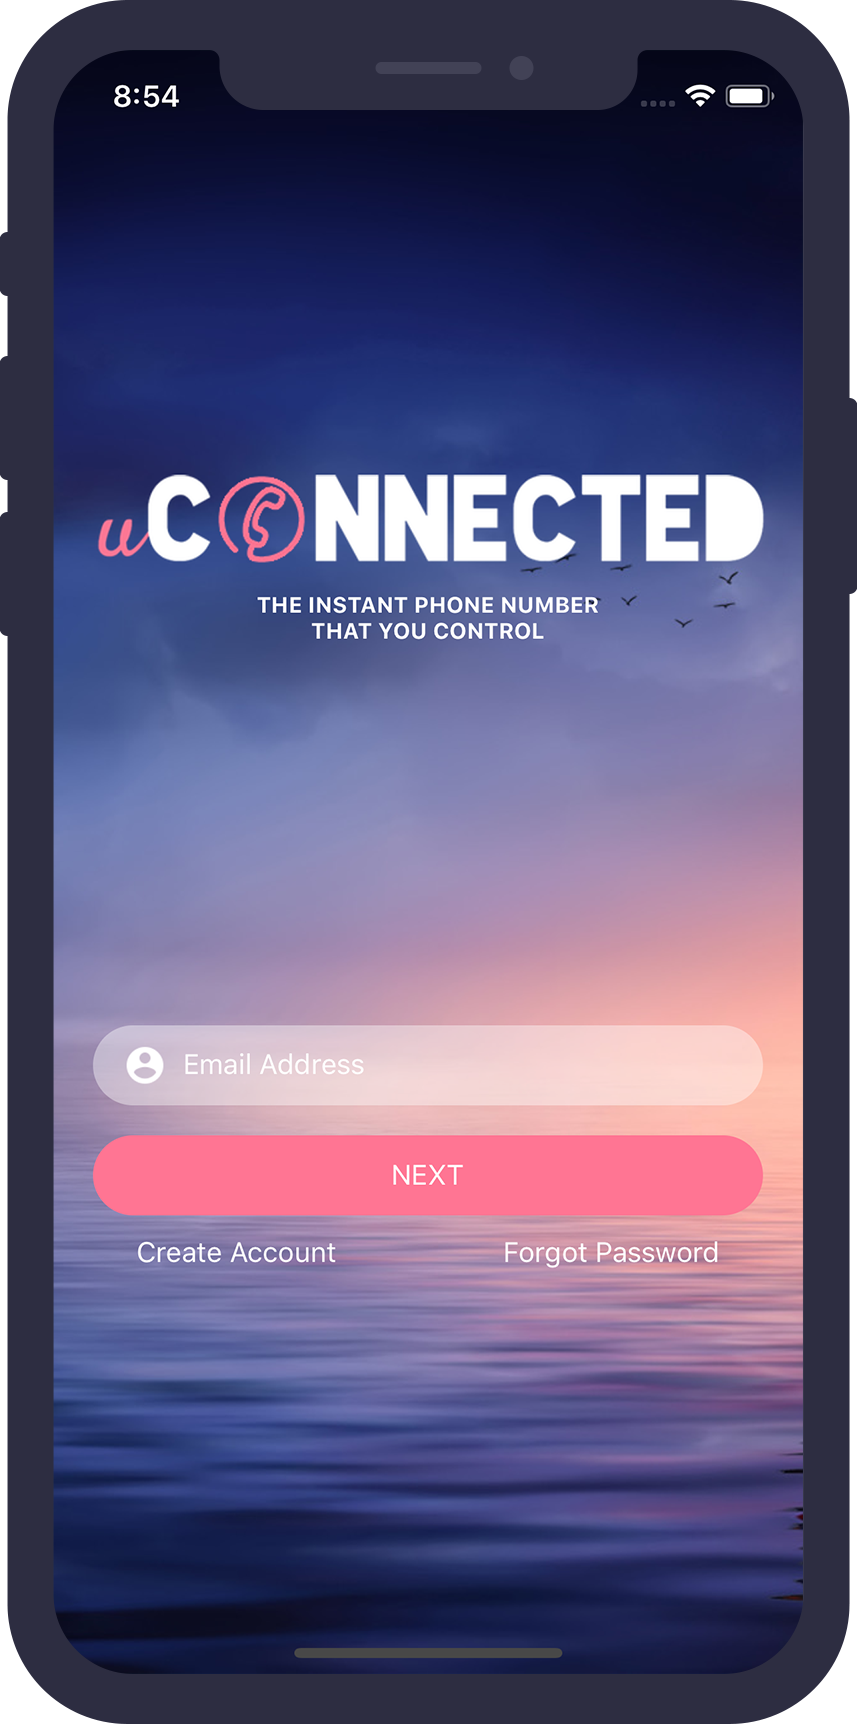 8:54
uCONNECTED
THE INSTANT PHONE NUMBER
THAT YOU CONTROL
Email Address
NEXT
Create Account
Forgot Password